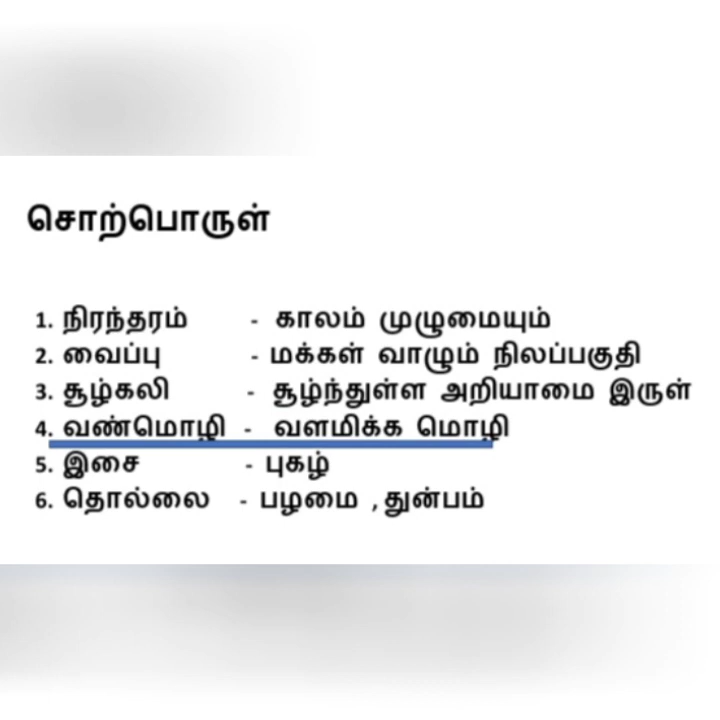 சொற்பொருள்
1. நிரந்தரம் - காலம் முழுமையும்
2. வைப்பு - மக்கள் வாழும் நிலப்பகுதி
3. சூழ்கலி - சூழ்ந்துள்ள அறியாமை இருள்
4. வண்மொழி - வளமிக்க மொழி
5. இசை - புகழ்
6. தொல்லை - பழமை , துன்பம்